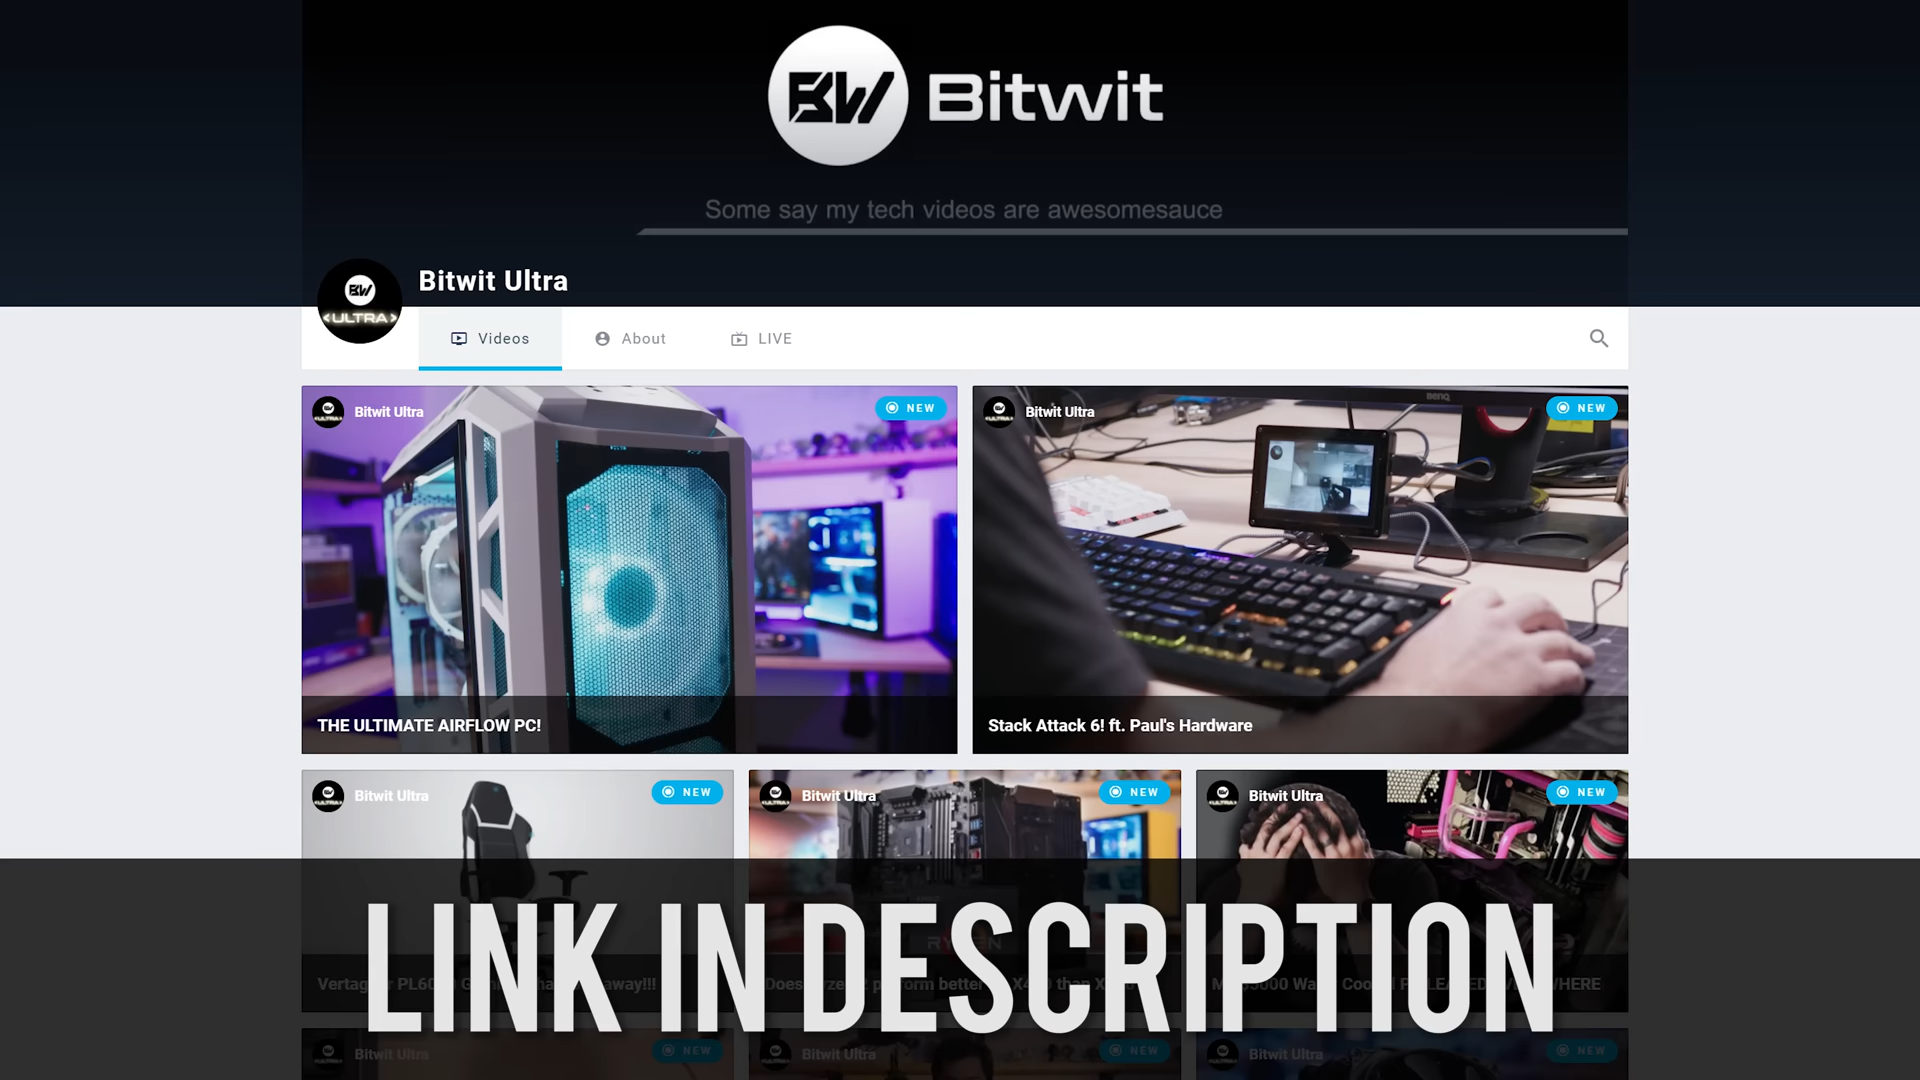 BW Bitwit
Some say my tech videos are awesomesauce
BW
<ULTRA>
Bitwit Ultra
Videos
About
LIVE
Bitwit Ultra
NEW
THE ULTIMATE AIRFLOW PC!
Bitwit Ultra
BenQ
NEW
Stack Attack 6! ft. Paul's Hardware
Bitwit Ultra
NEW
Bitwit Ultra
NEW
Bitwit Ultra
NEW
LINK IN DESCRIPTION
Bitwit Ultra
NEW
Bitwit Ultra
NEW
Bitwit Ultra
NEW